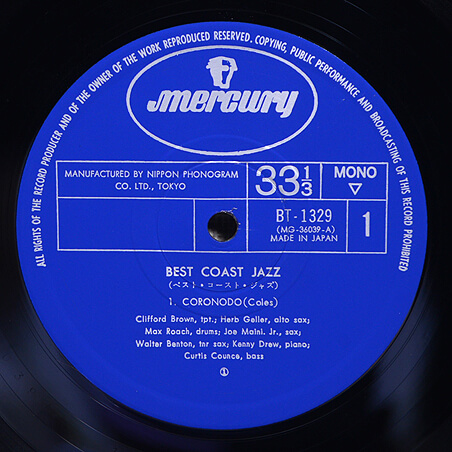 ALL RIGHTS OF THE RECORD PRODUCER AND OF THE OWNER OF THE WORK REPRODUCED RESERVED. COPYING, PUBLIC PERFORMANCE AND BROADCASTING OF THIS RECORD PROHIBITED
mercury
MANUFACTURED BY NIPPON PHONOGRAM
CO. LTD., TOKYO
33 1/3
MONO
▽
BT-1329
(MG-36039-A)
MADE IN JAPAN
1
BEST COAST JAZZ
(ベスト・コースト・ジャズ)
1. CORONODO(Coles)
Clifford Brown, tpt.; Herb Geller, alto sax;
Max Roach, drums; Joe Maini. Jr., sax;
Walter Benton, tnr sax; Kenny Drew, piano;
Curtis Counce, bass
①